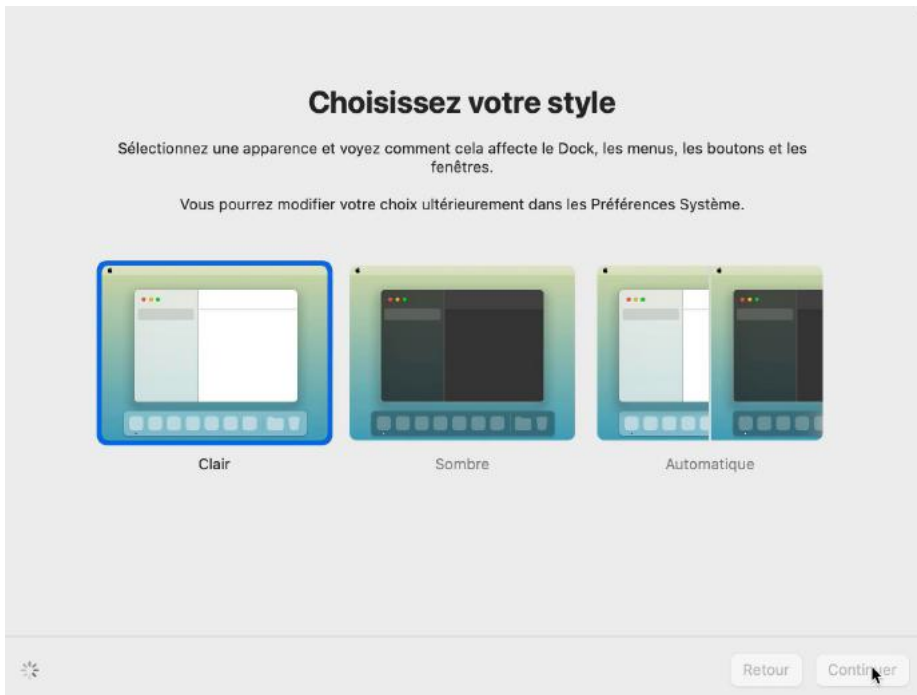 Choisissez votre style
Sélectionnez une apparence et voyez comment cela affecte le Dock, les menus, les boutons et les
fenêtres.
Vous pourrez modifier votre choix ultérieurement dans les Préférences Système.
Clair
Sombre
Automatique
Retour
Continuer